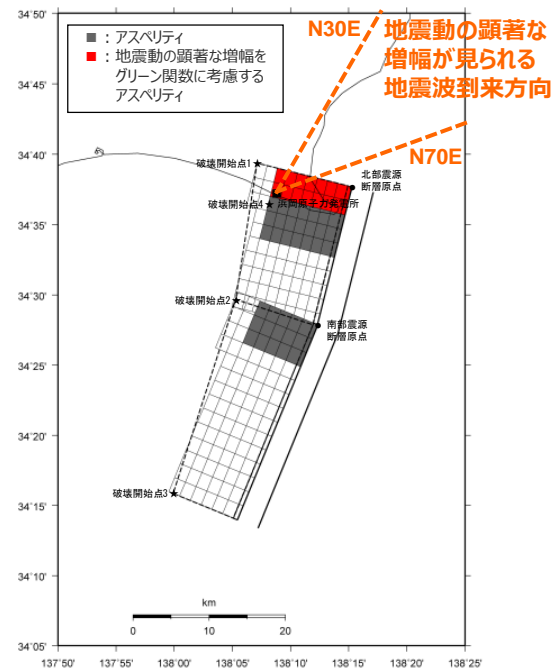 34°50'
N30E
地震動の顕著な
増幅が見られる
地震波到来方向
■ : アスペリティ
■ : 地震動の顕著な増幅を
グリーン関数に考慮する
アスペリティ
34°45'
N70E
34°40'
破壊開始点1
北部震源
断層原点
破壊開始点4
浜岡原子力発電所
34°35'
34°30'
破壊開始点2
南部震源
断層原点
34°25'
34°20'
34°15'
破壊開始点3
34°10'
km
0 10 20
34°05'
137°50' 137°55' 138°00' 138°05' 138°10' 138°15' 138°20' 138°25'